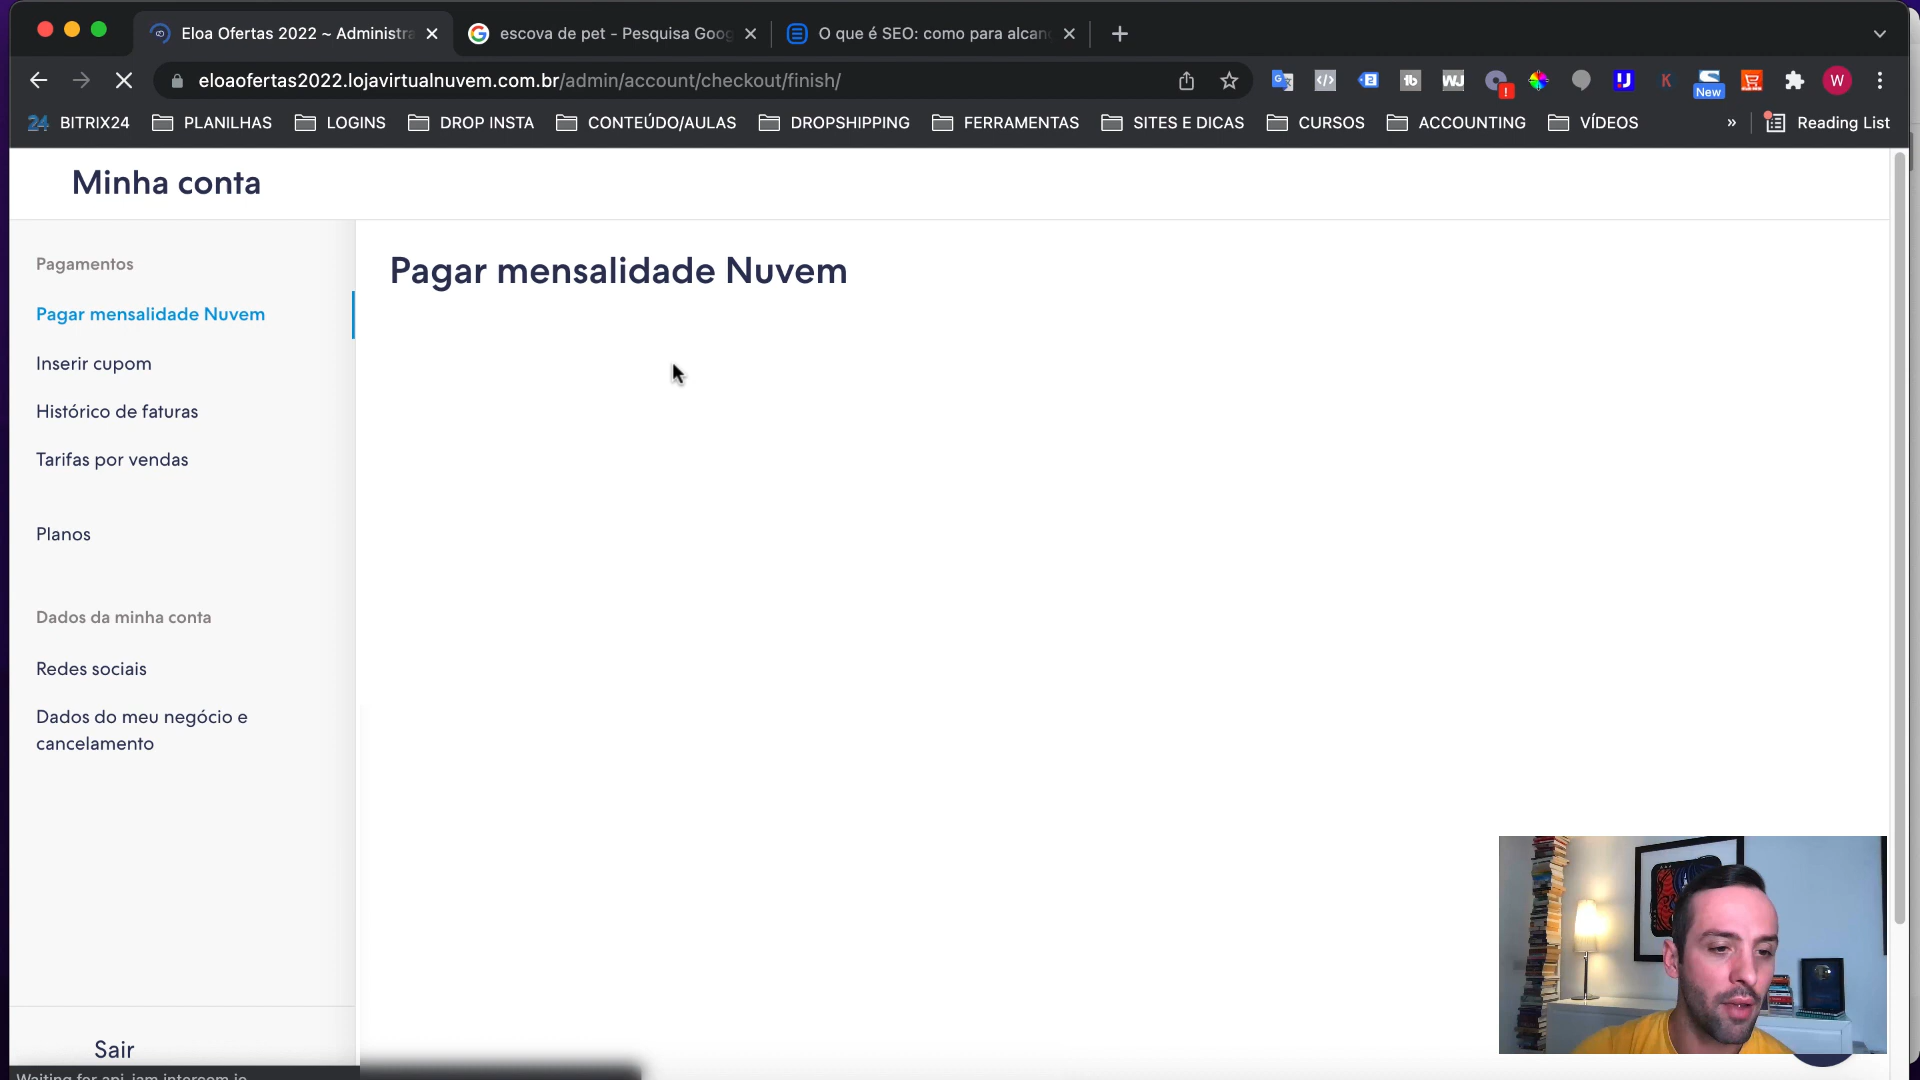 Eloa Ofertas 2022 ~ Administra
escova de pet - Pesquisa Goog
O que é SEO: como para alcan
eloaofertas2022.lojavirtualnuvem.com.br/admin/account/checkout/finish/
New
W
24 BITRIX24
PLANILHAS
LOGINS
DROP INSTA
CONTEÚDO/AULAS
DROPSHIPPING
FERRAMENTAS
SITES E DICAS
CURSOS
ACCOUNTING
VÍDEOS
»
Reading List
Minha conta
Pagamentos
Pagar mensalidade Nuvem
Inserir cupom
Histórico de faturas
Tarifas por vendas
Planos
Dados da minha conta
Redes sociais
Dados do meu negócio e
cancelamento
Sair
Pagar mensalidade Nuvem